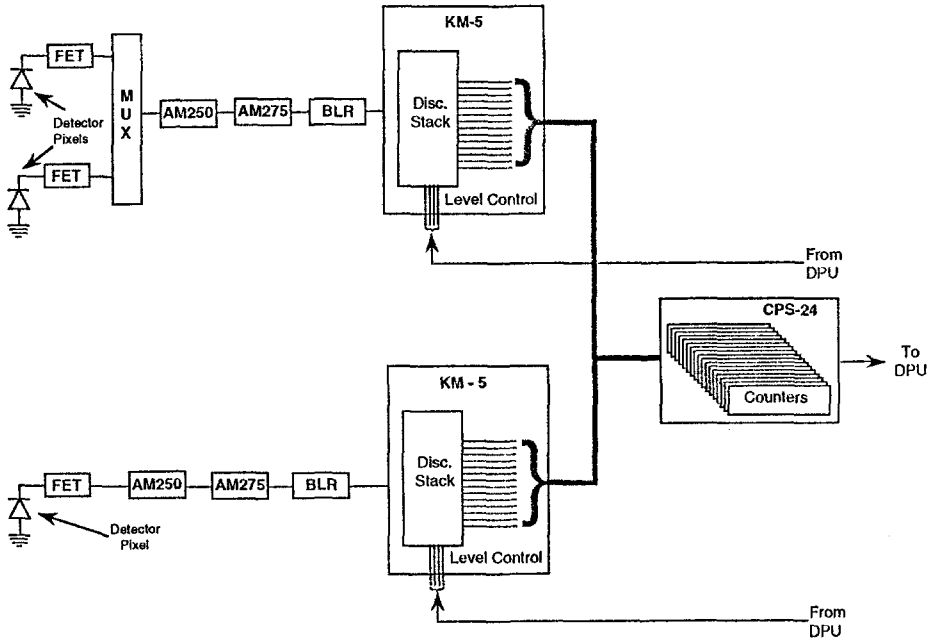 KM-5
FET
MUX
Detector
Pixels
FET
AM250
AM275
BLR
Disc.
Stack
Level Control
From
DPU
CPS-24
Counters
To
DPU
KM - 5
Disc.
Stack
FET
AM250
AM275
BLR
Detector
Pixel
Level Control
From
DPU